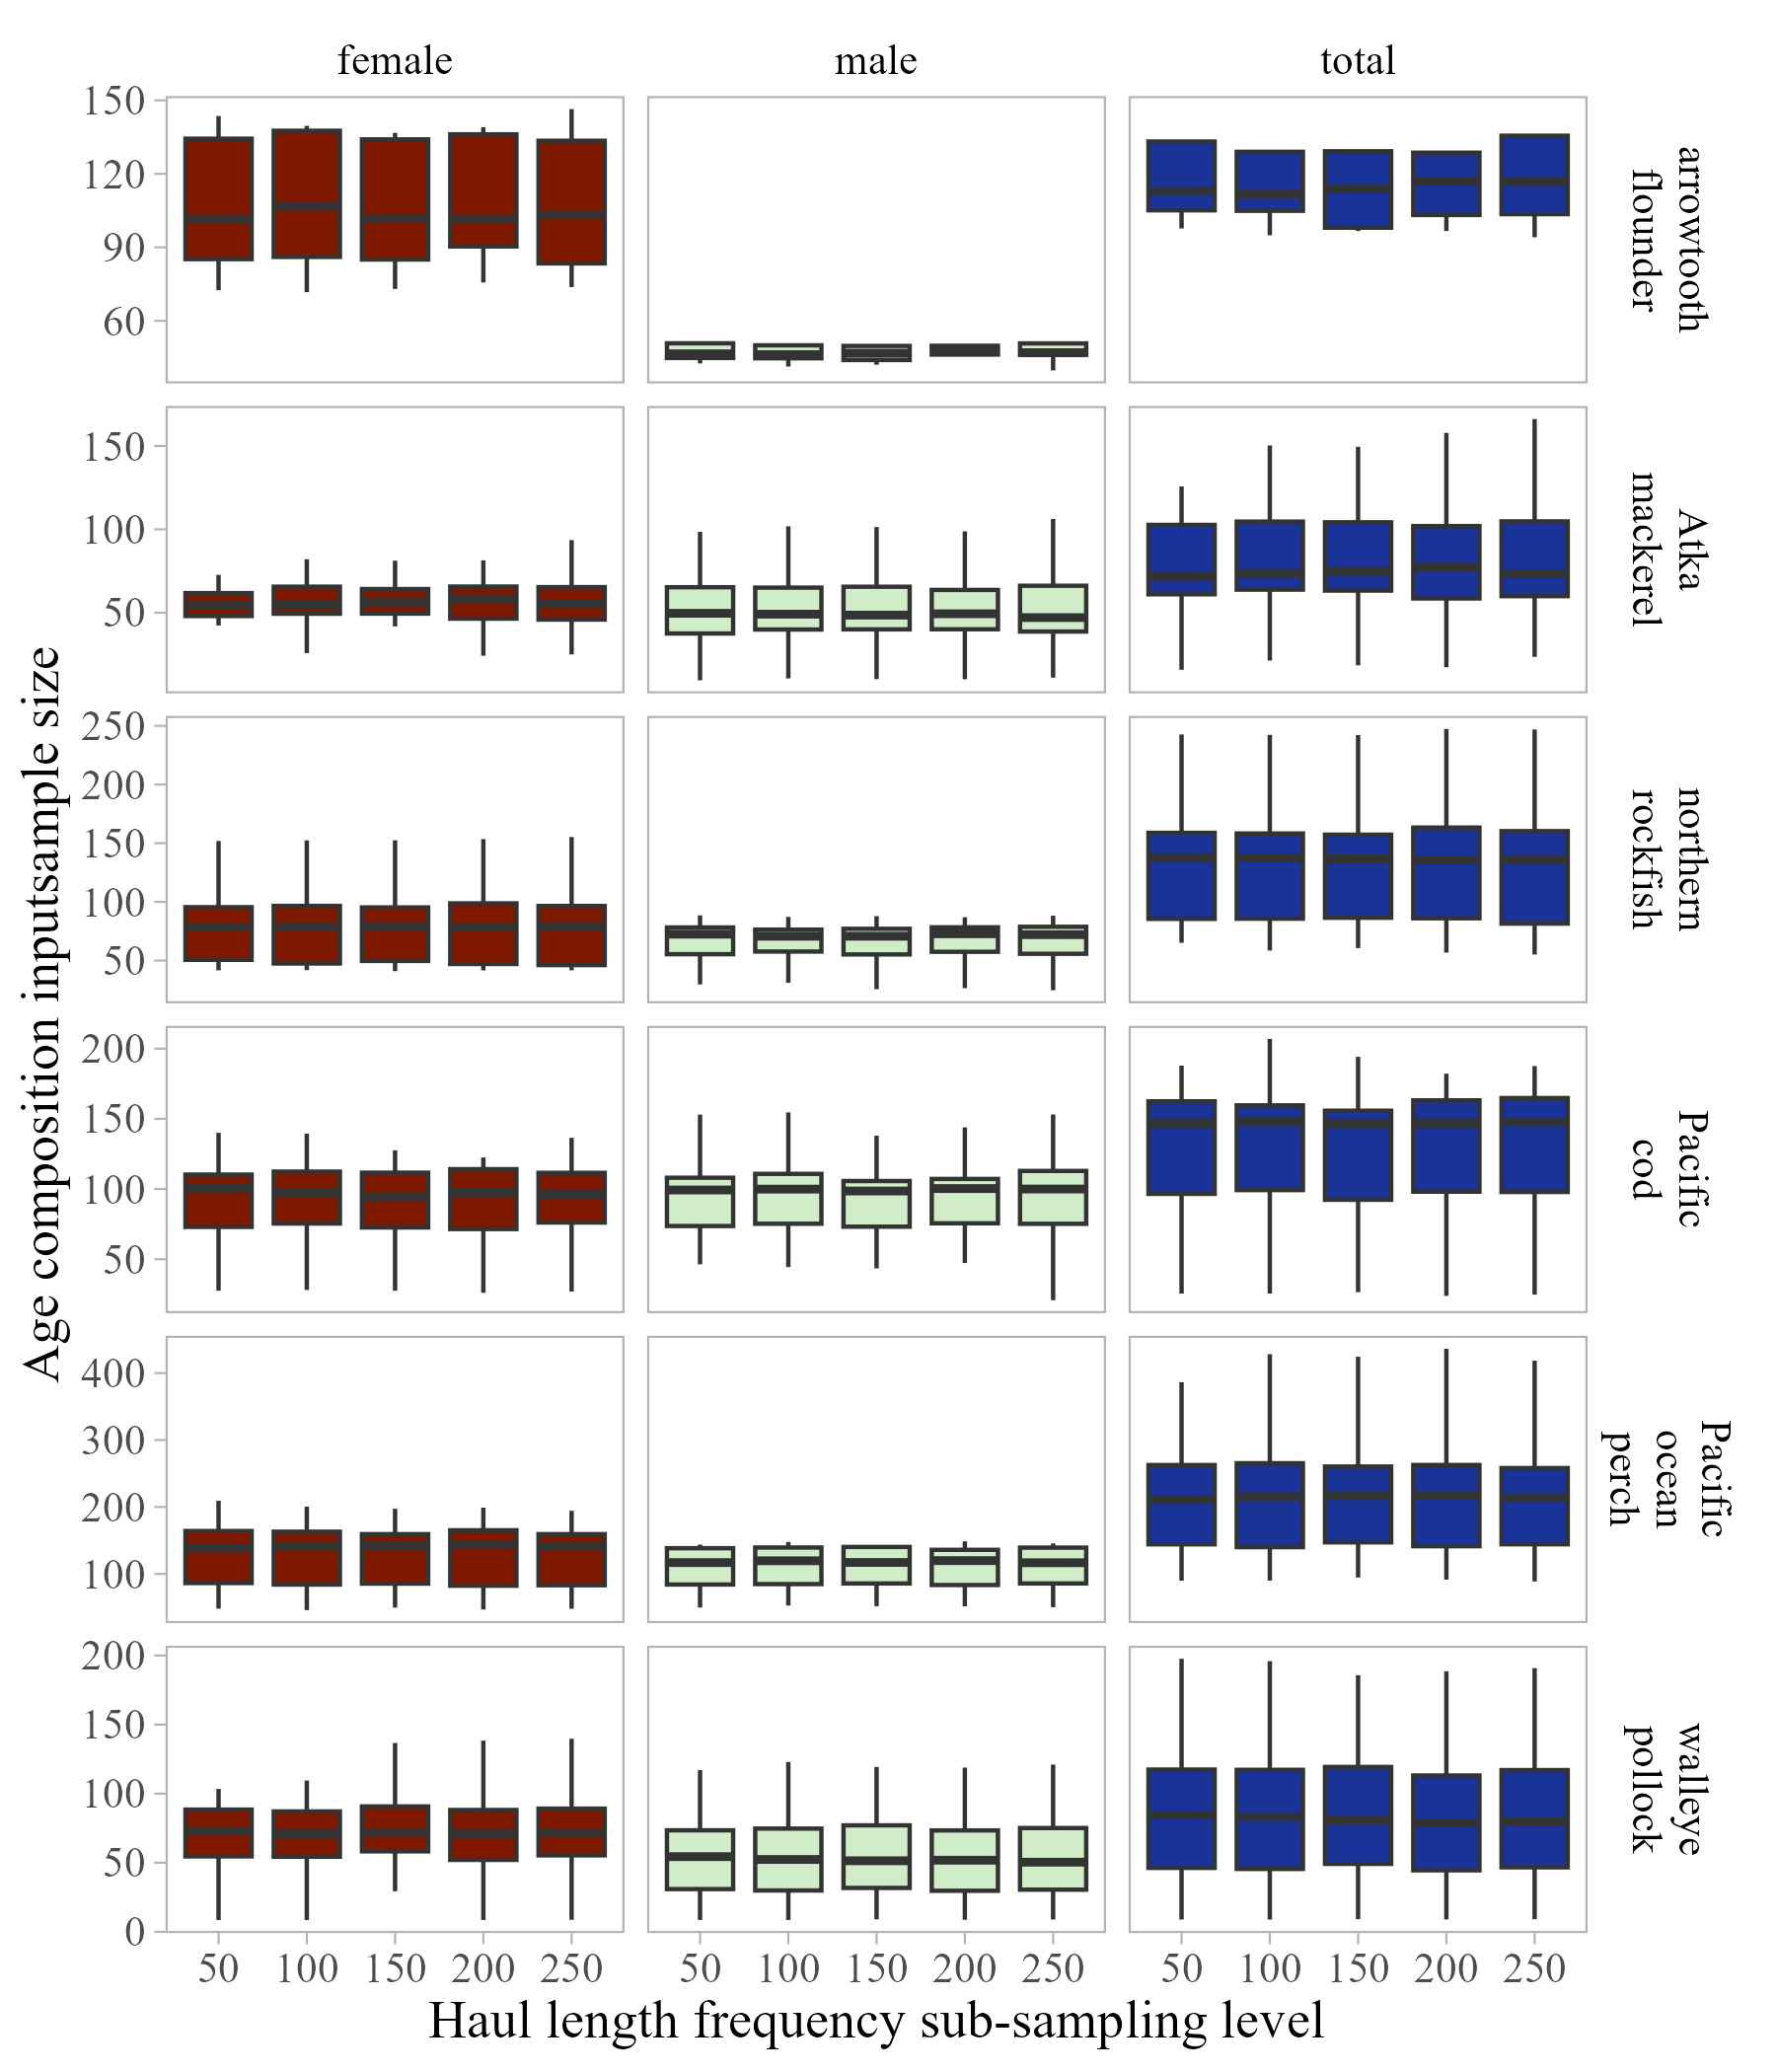 female male total
150
120
90
60
arrowtooth
flounder
150
100
50
Atka
mackerel
250
200
150
100
50
northern
rockfish
200
150
100
50
Pacific
cod
400
300
200
100
Pacific
ocean
perch
200
150
100
50
0
walleye
pollock
Age composition inputsample size
50 100 150 200 250 50 100 150 200 250 50 100 150 200 250
Haul length frequency sub-sampling level